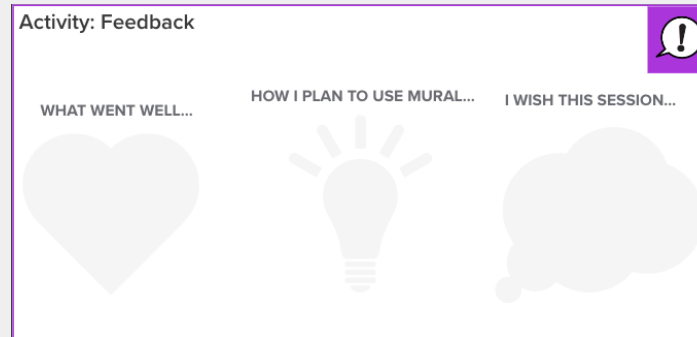 Activity: Feedback
WHAT WENT WELL...
HOW I PLAN TO USE MURAL...
I WISH THIS SESSION...
!